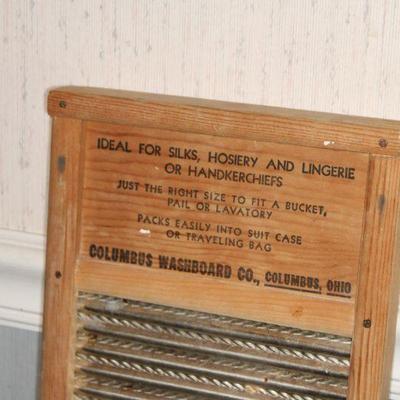 IDEAL FOR SILKS, HOSIERY AND LINGERIE
OR HANDKERCHIEFS
JUST THE RIGHT SIZE TO FIT A BUCKET,
PAIL OR LAVATORY
PACKS EASILY INTO SUIT CASE
OR TRAVELING BAG
COLUMBUS WASHBOARD CO., COLUMBUS, OHIO